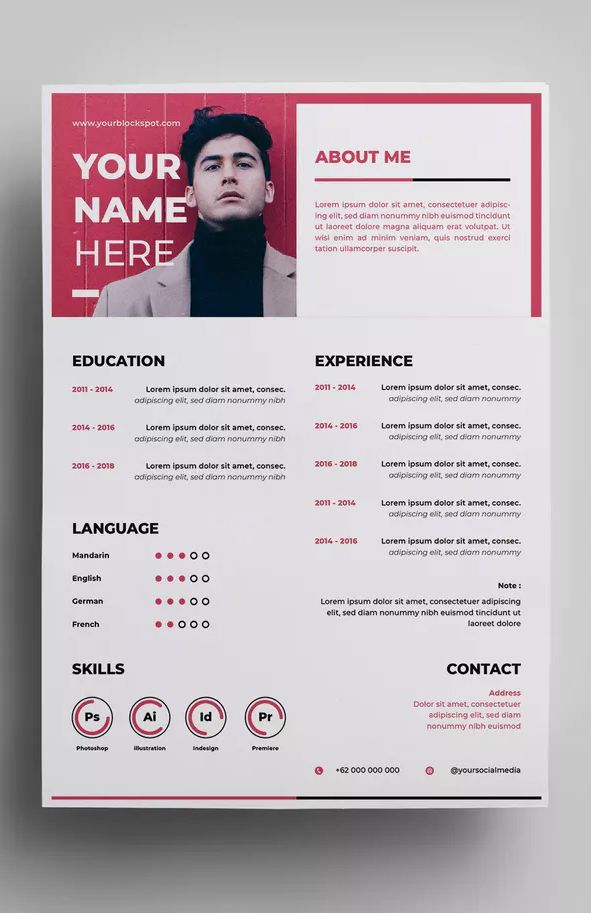 www.yourblockspot.com
YOUR
NAME
HERE
ABOUT ME
Lorem ipsum dolor sit amet, consectetuer adipisc-
ing elit, sed diam nonummy nibh euismod tincidunt
ut laoreet dolore magna aliquam erat volutpat. Ut
wisi enim ad minim veniam, quis nostrud exerci
tation ullamcorper suscipit.
EDUCATION
2011 - 2014 Lorem ipsum dolor sit amet, consec.
adipiscing elit, sed diam nonummy nibh
2014 - 2016 Lorem ipsum dolor sit amet, consec.
adipiscing elit, sed diam nonummy nibh
2016 - 2018 Lorem ipsum dolor sit amet, consec.
adipiscing elit, sed diam nonummy nibh
LANGUAGE
Mandarin
English
German
French
SKILLS
Ps Ai Id Pr
Photoshop illustration Indesign Premiere
EXPERIENCE
2011 - 2014 Lorem ipsum dolor sit amet, consec.
adipiscing elit, sed diam nonummy
2014 - 2016 Lorem ipsum dolor sit amet, consec.
adipiscing elit, sed diam nonummy
2016 - 2018 Lorem ipsum dolor sit amet, consec.
adipiscing elit, sed diam nonummy
2011 - 2014 Lorem ipsum dolor sit amet, consec.
adipiscing elit, sed diam nonummy
2014 - 2016 Lorem ipsum dolor sit amet, consec.
adipiscing elit, sed diam nonummy
Note :
Lorem ipsum dolor sit amet, consectetuer adipiscing
elit, sed diam nonummy nibh euismod tincidunt ut
laoreet dolore
CONTACT
Address
Dolor sit amet, consectetuer
adipiscing elit, sed diam
nonummy nibh euismod
+62 000 000 000 @yoursocialmedia